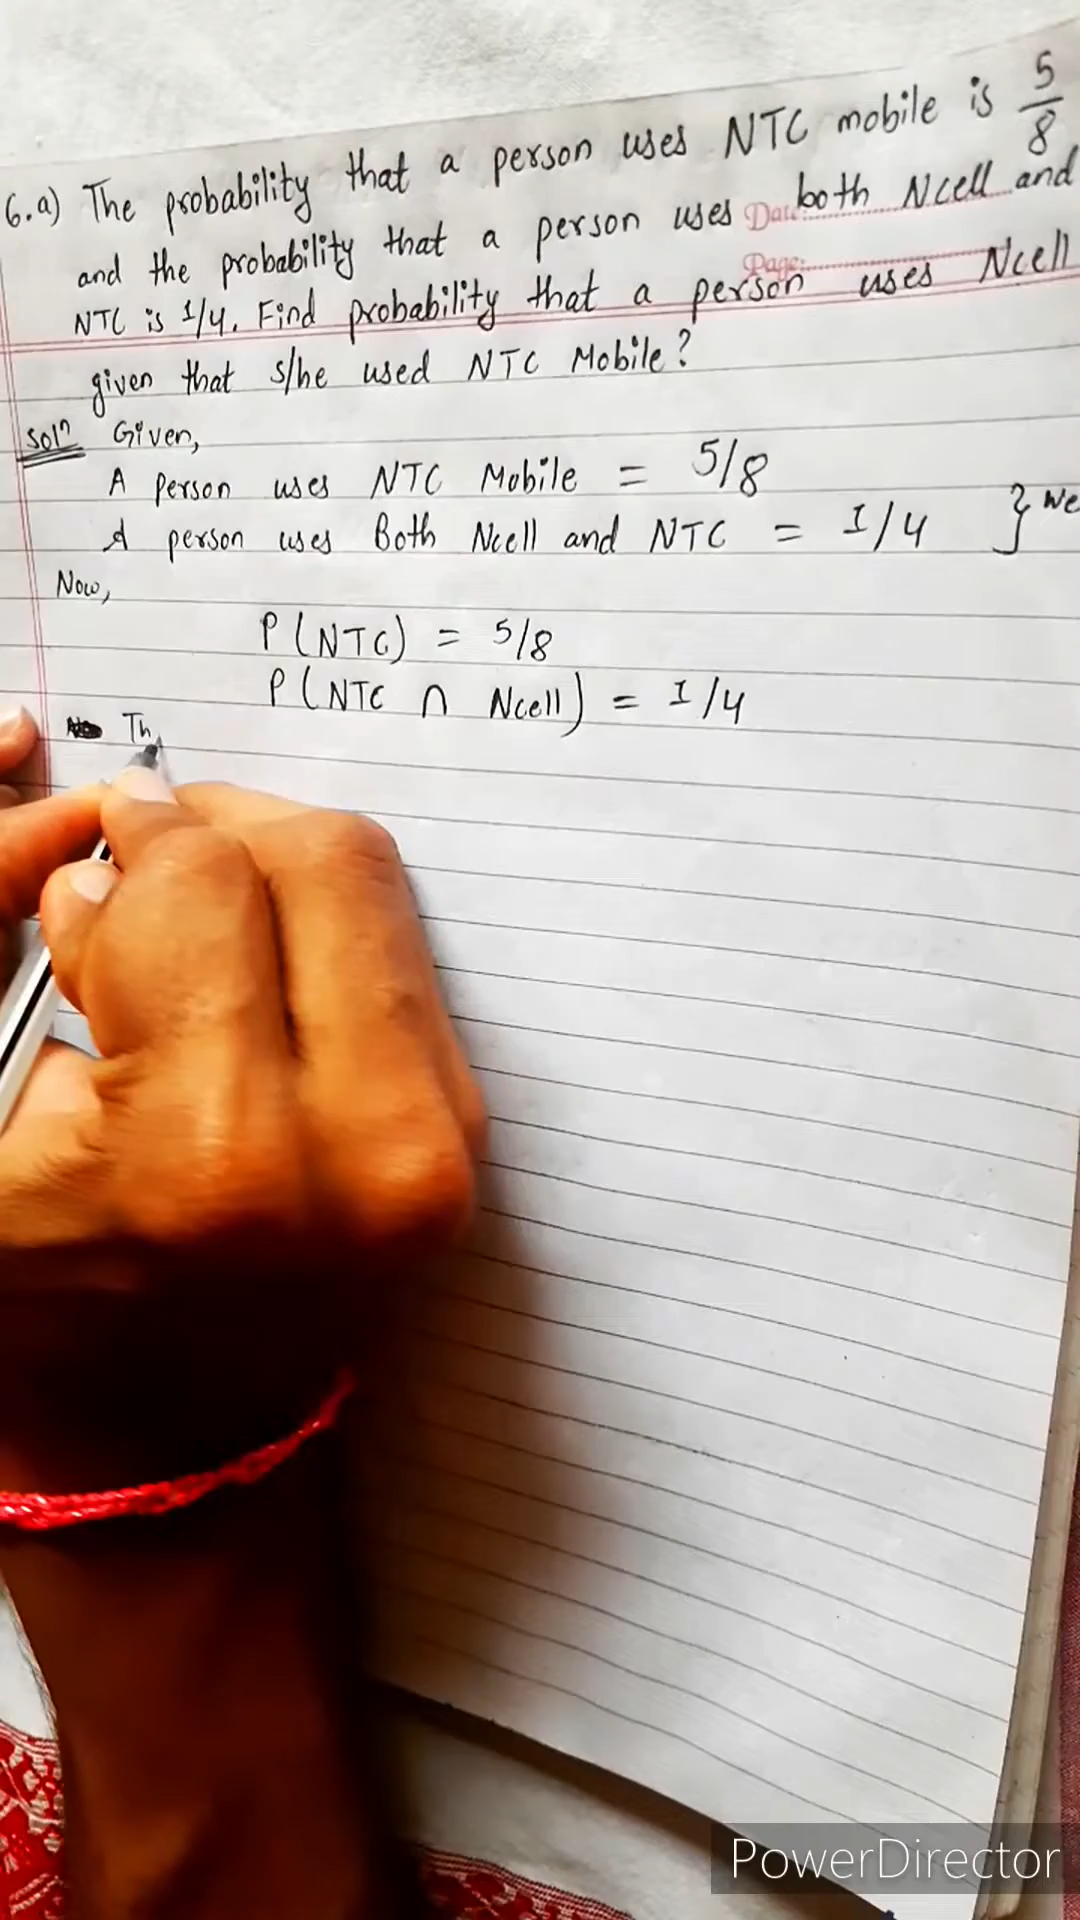 6.a) The probability that a person uses NTC mobile is 5/8
and the probability that a person uses both Ncell and
Date:
NTC is 1/4. Find probability that a person uses Ncell
Page:
given that s/he used NTC Mobile?
Solⁿ Given,
A person uses NTC Mobile = 5/8
A person uses Both Ncell and NTC = 1/4 } We
Now,
P(NTC) = 5/8
P(NTC ∩ Ncell) = 1/4
Th
PowerDirector